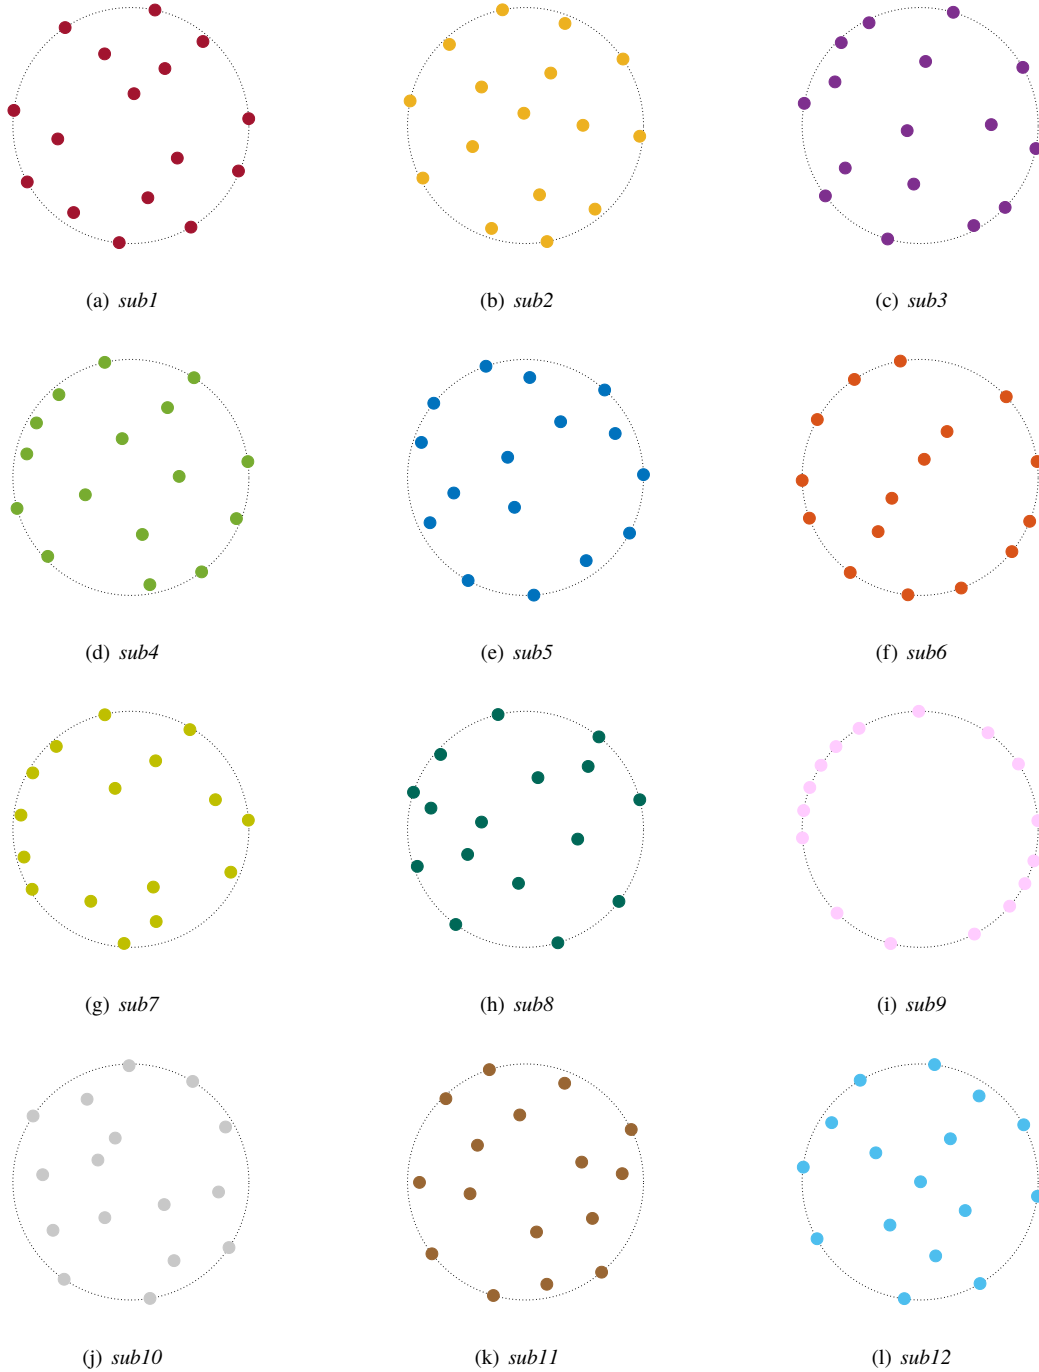 (a) sub1
(b) sub2
(c) sub3
(d) sub4
(e) sub5
(f) sub6
(g) sub7
(h) sub8
(i) sub9
(j) sub10
(k) sub11
(l) sub12